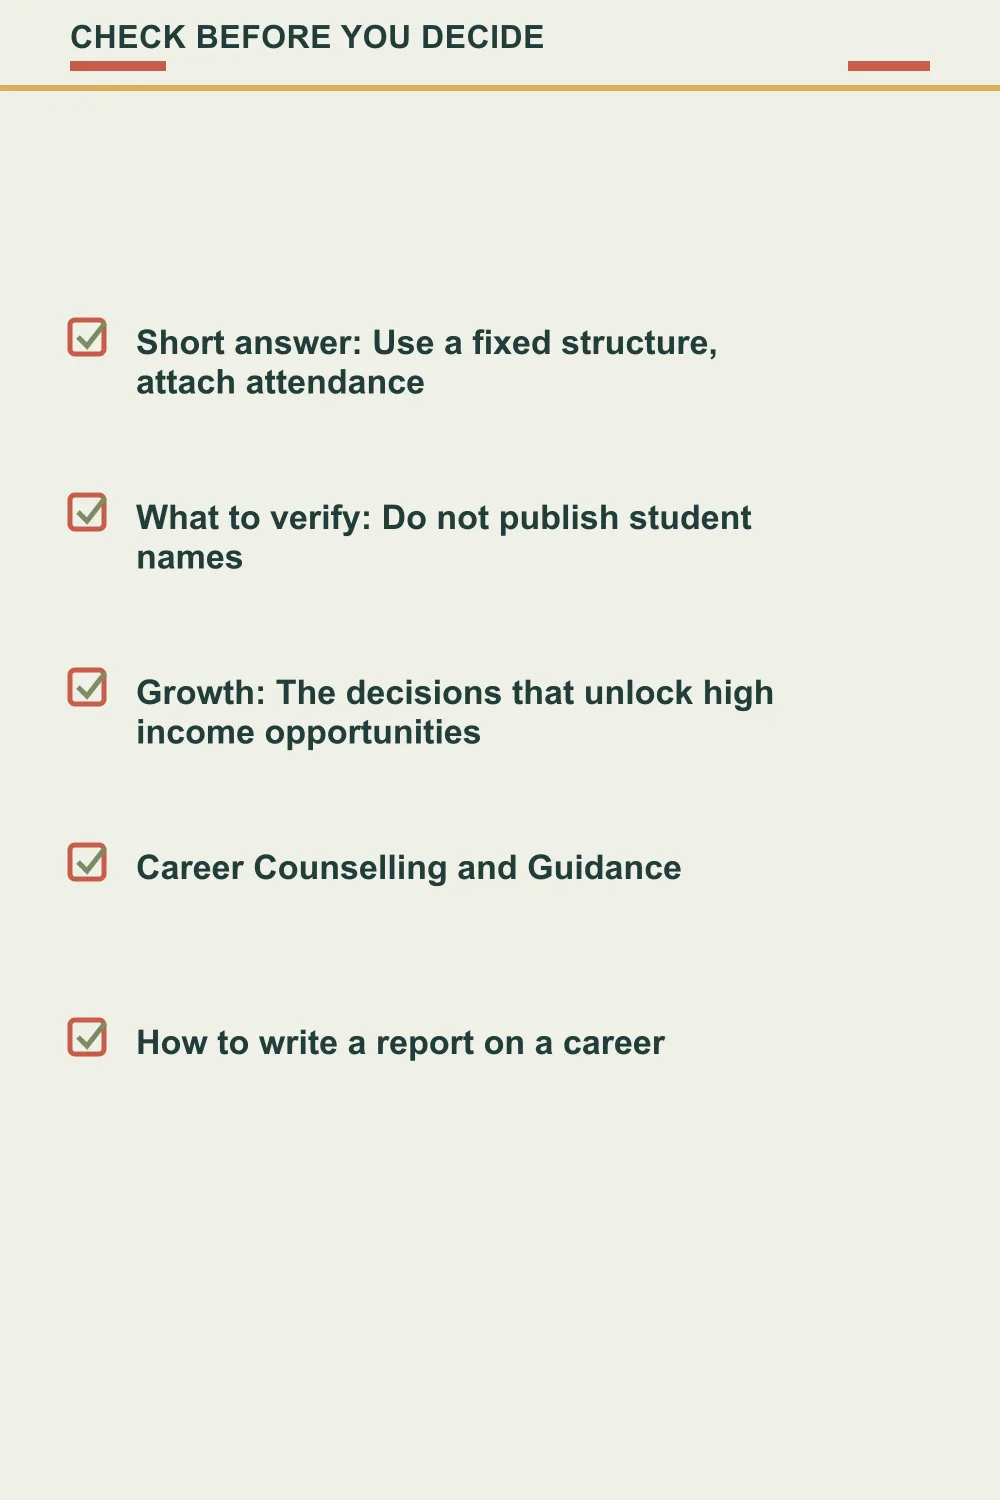 CHECK BEFORE YOU DECIDE
Short answer: Use a fixed structure,
attach attendance
What to verify: Do not publish student
names
Growth: The decisions that unlock high
income opportunities
Career Counselling and Guidance
How to write a report on a career